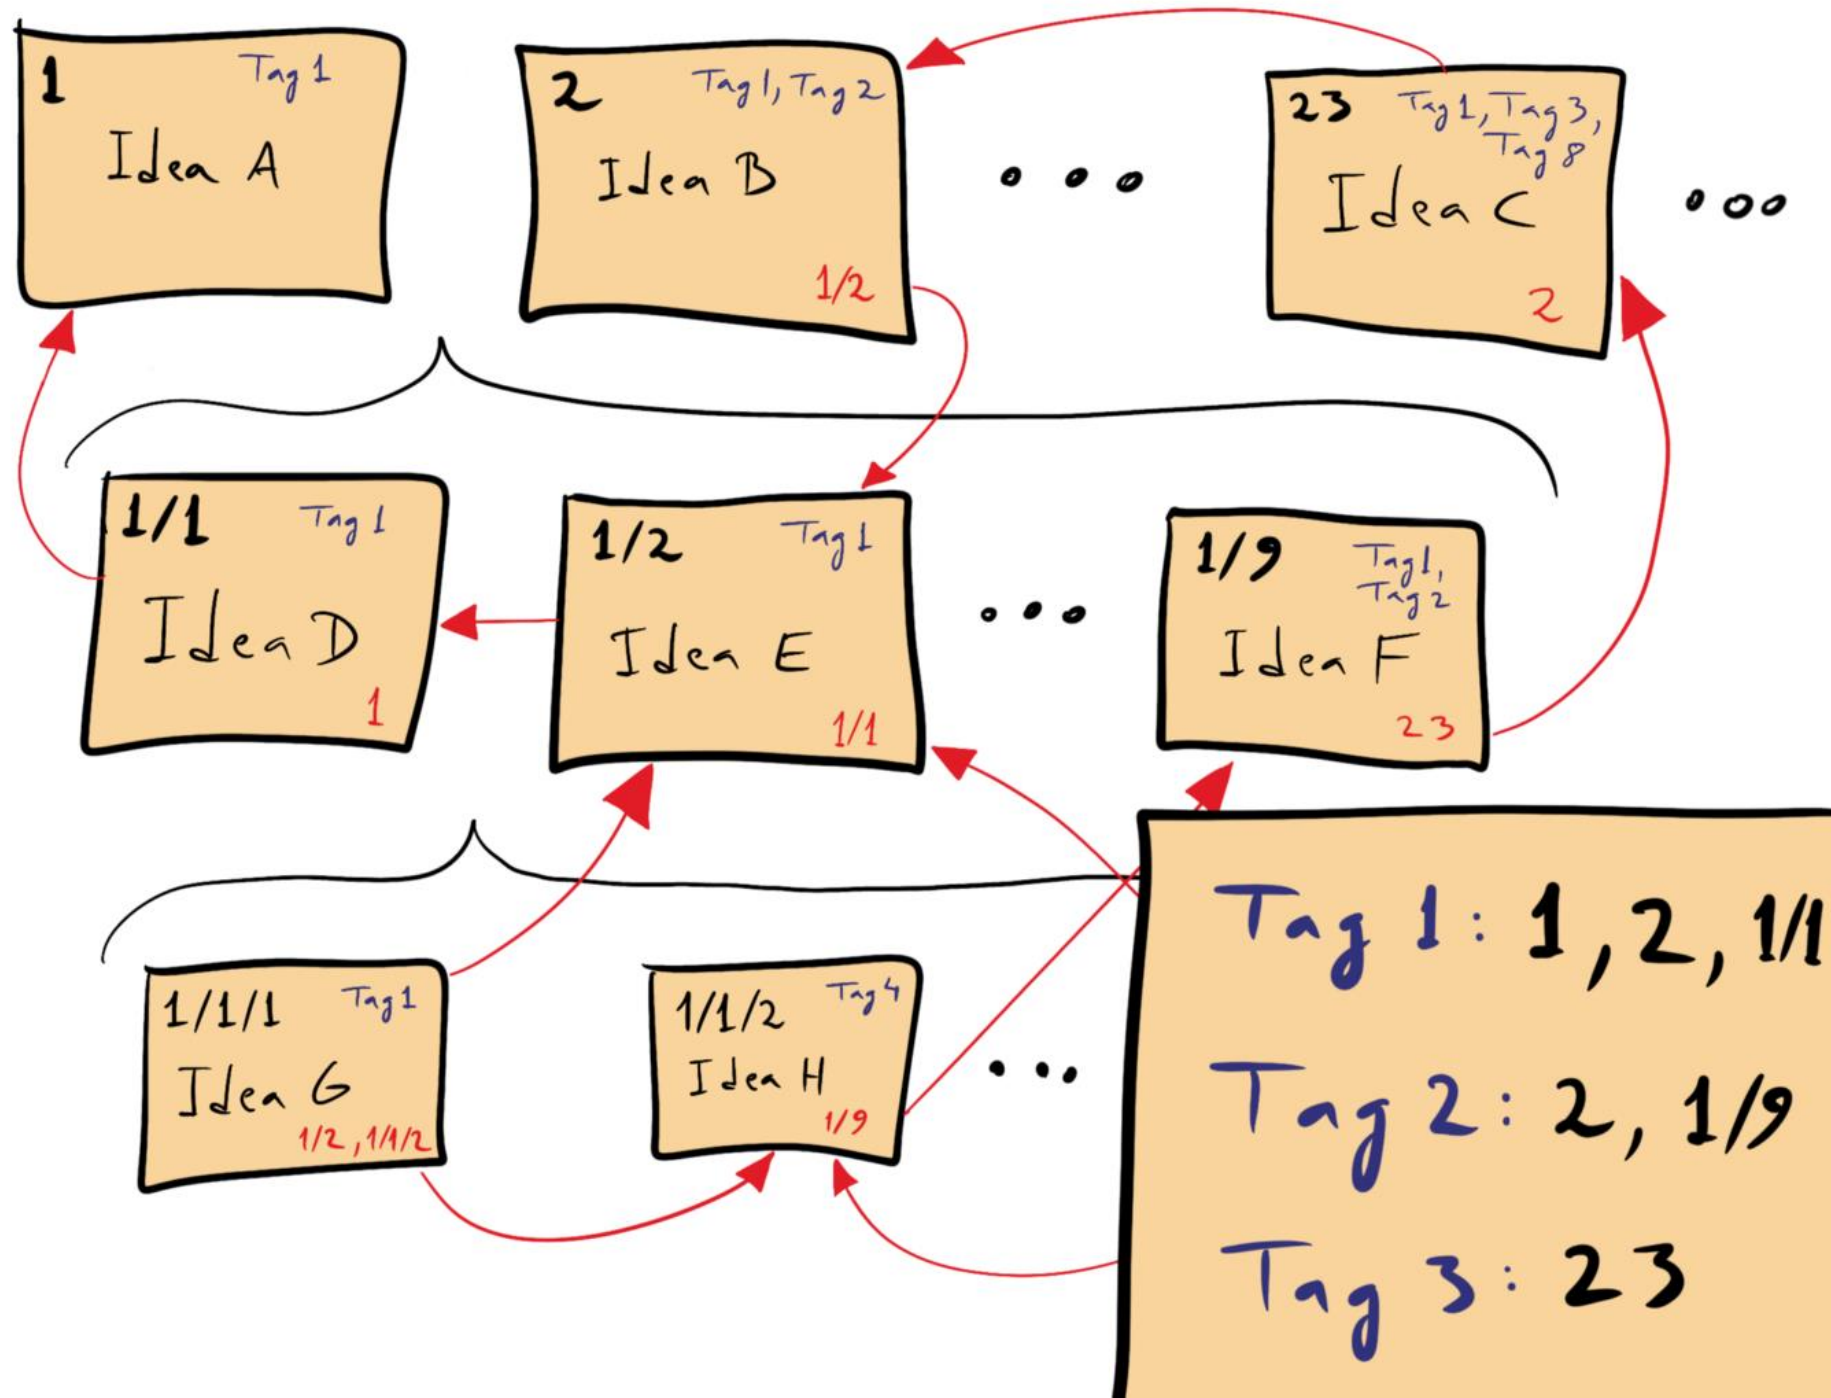 1 Tag 1
Idea A
2 Tag 1, Tag 2
Idea B
1/2
23 Tag 1, Tag 3,
Tag 8
Idea C
2
1/1 Tag 1
Idea D
1
1/2 Tag 1
Idea E
1/1
1/9 Tag 1,
Tag 2
Idea F
23
1/1/1 Tag 1
Idea G
1/2, 1/1/2
1/1/2 Tag 4
Idea H
1/9
Tag 1: 1, 2, 1/1
Tag 2: 2, 1/9
Tag 3: 23